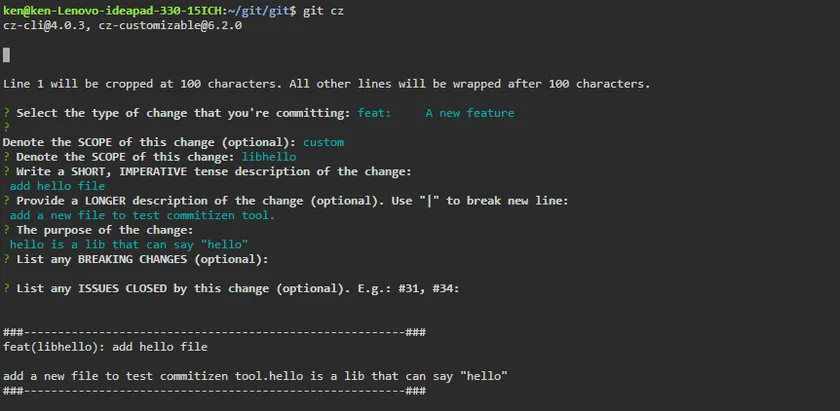 ken@ken-Lenovo-ideapad-330-15ICH:~/git/git$ git cz
cz-cli@4.0.3, cz-customizable@6.2.0
Line 1 will be cropped at 100 characters. All other lines will be wrapped after 100 characters.
? Select the type of change that you're committing: feat:     A new feature
?
Denote the SCOPE of this change (optional): custom
? Denote the SCOPE of this change: libhello
? Write a SHORT, IMPERATIVE tense description of the change:
add hello file
? Provide a LONGER description of the change (optional). Use "|" to break new line:
add a new file to test commitizen tool.
? The purpose of the change:
hello is a lib that can say "hello"
? List any BREAKING CHANGES (optional):
? List any ISSUES CLOSED by this change (optional). E.g.: #31, #34:
###--------------------------------------------------------###
feat(libhello): add hello file
add a new file to test commitizen tool.hello is a lib that can say "hello"
###--------------------------------------------------------###